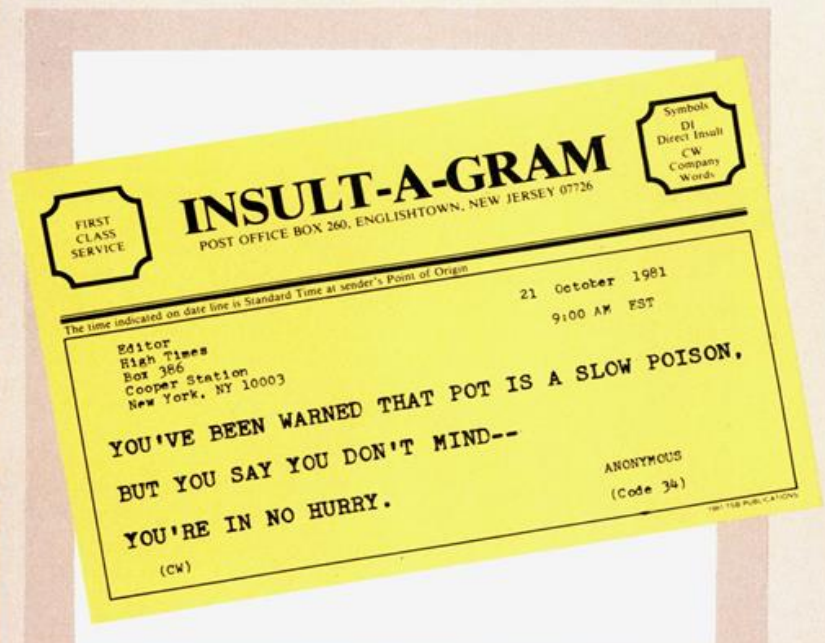 FIRST
CLASS
SERVICE
INSULT-A-GRAM
POST OFFICE BOX 260, ENGLISHTOWN, NEW JERSEY 07726
Symbols
DI
Direct Insult
CW
Company
Words
The time indicated on date line is Standard Time at sender's Point of Origin
21 October 1981
9:00 AM EST
Editor
High Times
Box 386
Cooper Station
New York, NY 10003
YOU'VE BEEN WARNED THAT POT IS A SLOW POISON,
BUT YOU SAY YOU DON'T MIND--
YOU'RE IN NO HURRY.
ANONYMOUS
(Code 34)
(CW)
1981 TSB PUBLICATIONS